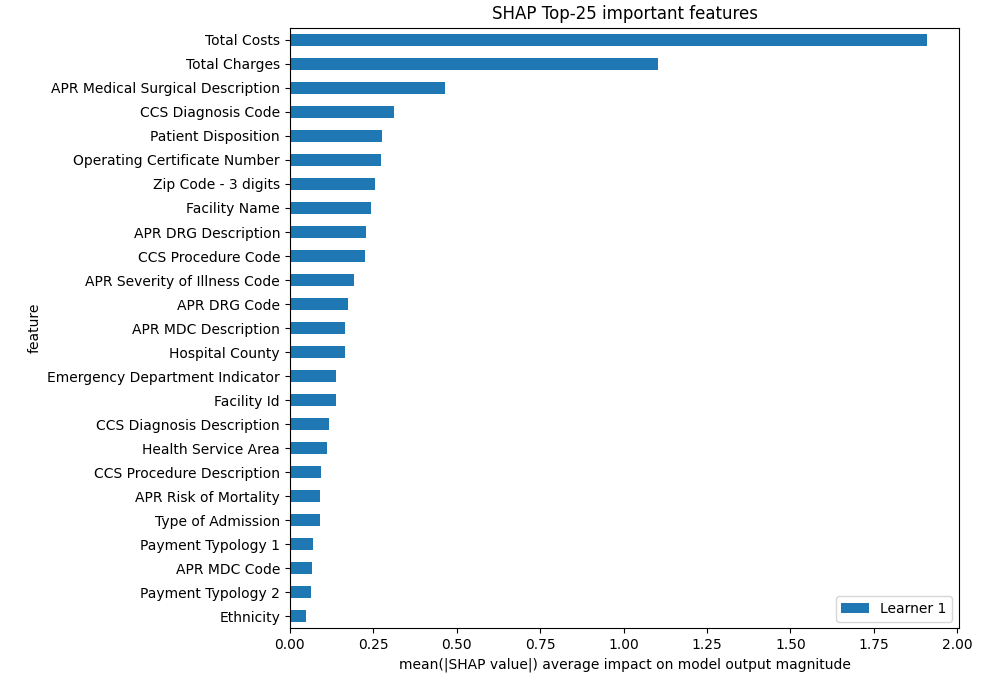 SHAP Top-25 important features
Total Costs
Total Charges
APR Medical Surgical Description
CCS Diagnosis Code
Patient Disposition
Operating Certificate Number
Zip Code - 3 digits
Facility Name
APR DRG Description
CCS Procedure Code
APR Severity of Illness Code
APR DRG Code
APR MDC Description
Hospital County
Emergency Department Indicator
Facility Id
CCS Diagnosis Description
Health Service Area
CCS Procedure Description
APR Risk of Mortality
Type of Admission
Payment Typology 1
APR MDC Code
Payment Typology 2
Ethnicity
feature
Learner 1
0.00 0.25 0.50 0.75 1.00 1.25 1.50 1.75 2.00
mean(|SHAP value|) average impact on model output magnitude